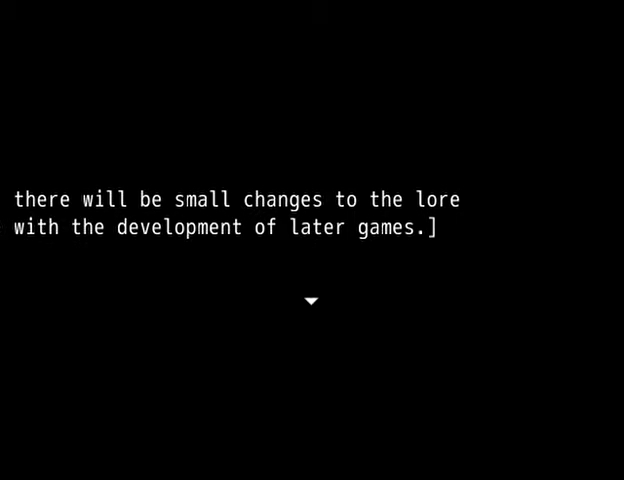 there will be small changes to the lore
with the development of later games.]